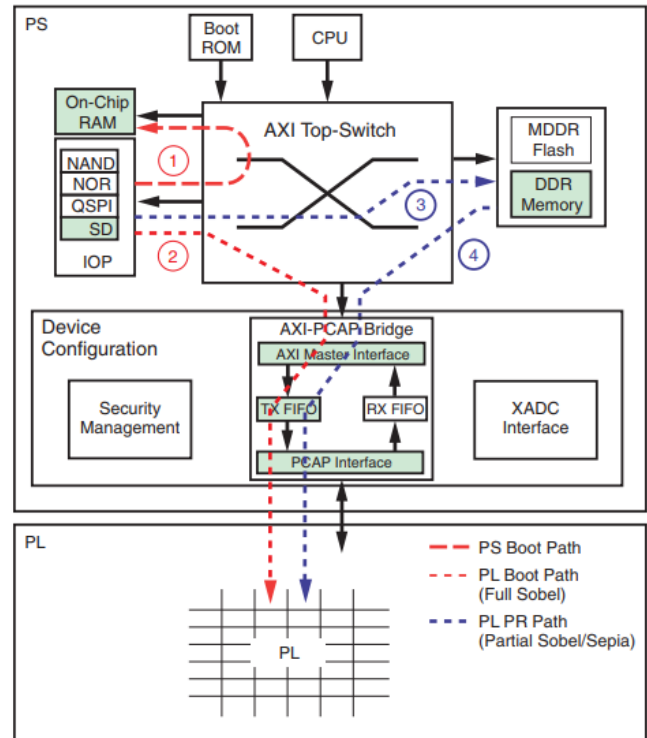 PS
Boot
ROM
CPU
On-Chip
RAM
AXI Top-Switch
NAND
NOR
QSPI
SD
IOP
1
2
3
4
MDDR
Flash
DDR
Memory
Device
Configuration
AXI-PCAP Bridge
AXI Master Interface
TX FIFO
RX FIFO
PCAP Interface
Security
Management
XADC
Interface
PL
PL
PS Boot Path
PL Boot Path
(Full Sobel)
PL PR Path
(Partial Sobel/Sepia)